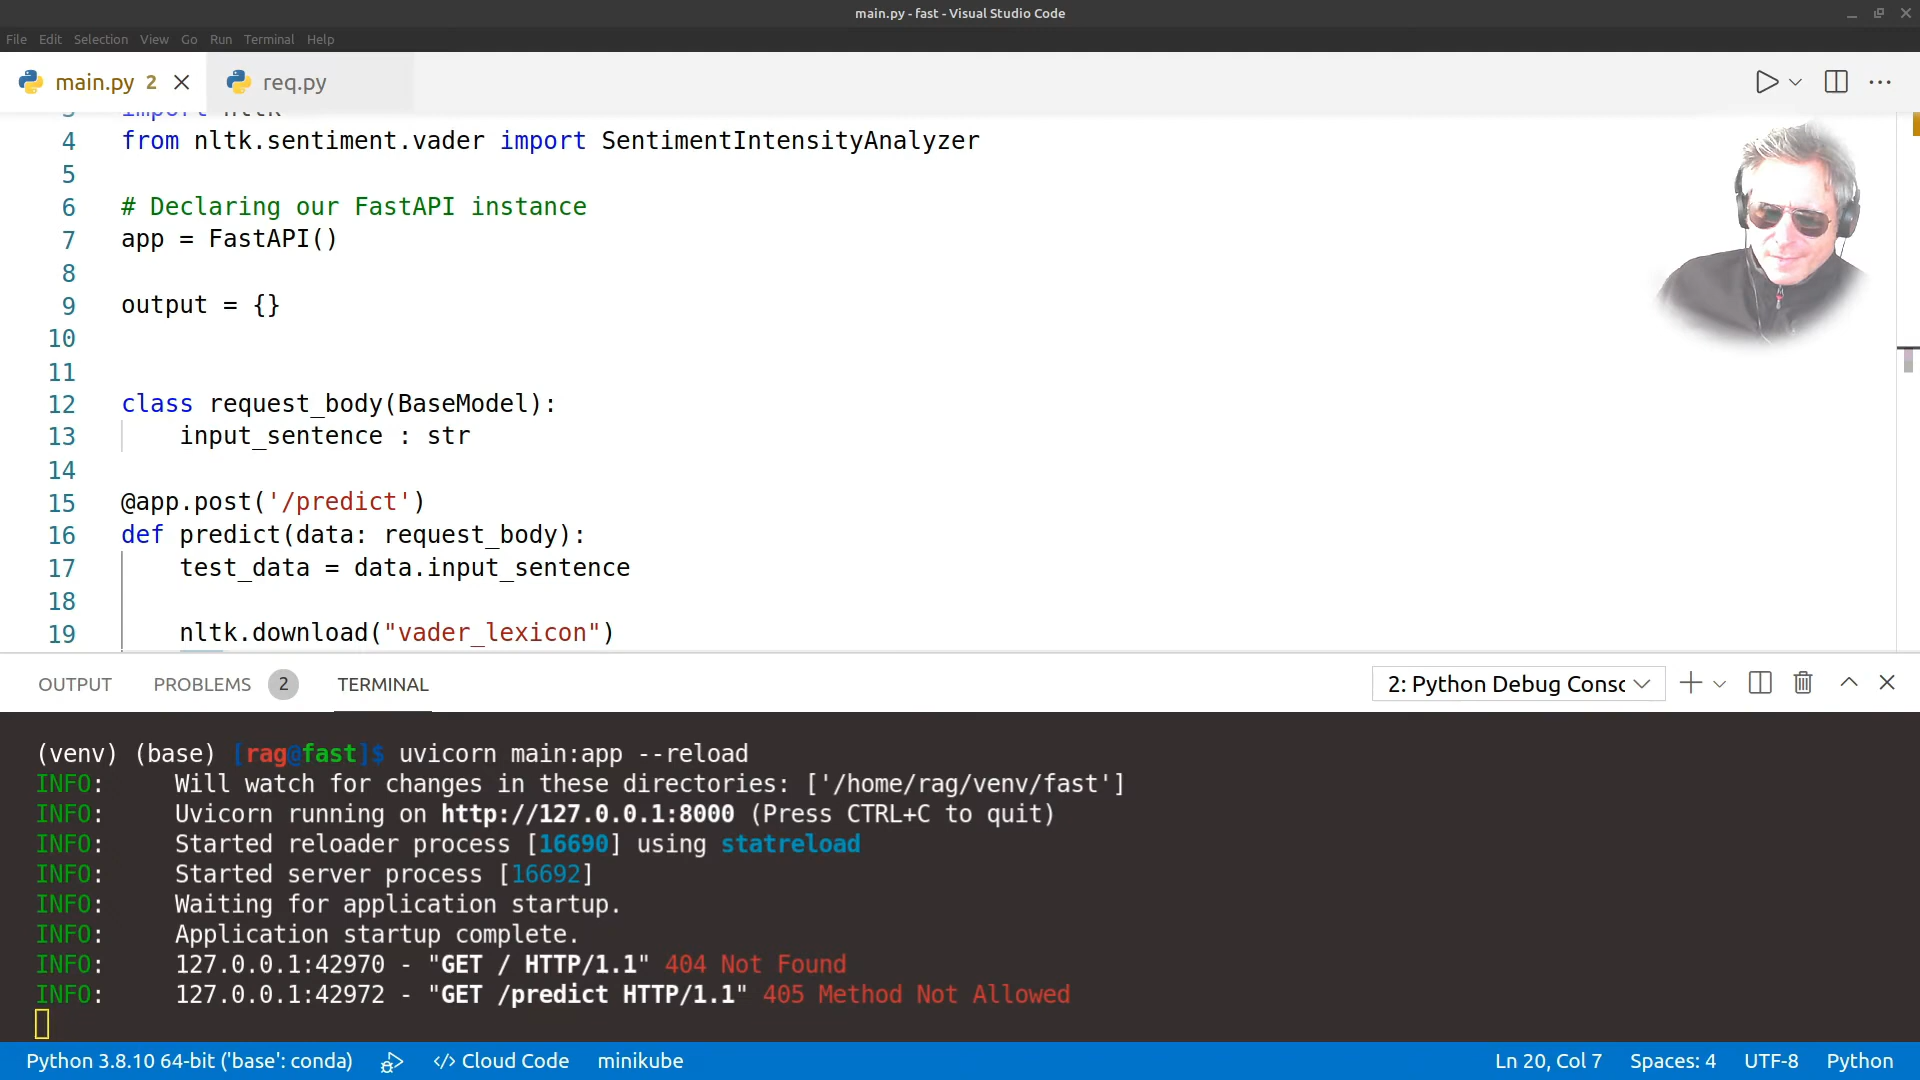 main.py - fast - Visual Studio Code
File Edit Selection View Go Run Terminal Help
main.py 2 req.py
3 import nltk
4 from nltk.sentiment.vader import SentimentIntensityAnalyzer
5
6 # Declaring our FastAPI instance
7 app = FastAPI()
8
9 output = {}
10
11
12 class request_body(BaseModel):
13 input_sentence : str
14
15 @app.post('/predict')
16 def predict(data: request_body):
17 test_data = data.input_sentence
18
19 nltk.download("vader_lexicon")
OUTPUT PROBLEMS 2 TERMINAL 2: Python Debug Consc
(venv) (base) [rag@fast]$ uvicorn main:app --reload
INFO: Will watch for changes in these directories: ['/home/rag/venv/fast']
INFO: Uvicorn running on http://127.0.0.1:8000 (Press CTRL+C to quit)
INFO: Started reloader process [16690] using statreload
INFO: Started server process [16692]
INFO: Waiting for application startup.
INFO: Application startup complete.
INFO: 127.0.0.1:42970 - "GET / HTTP/1.1" 404 Not Found
INFO: 127.0.0.1:42972 - "GET /predict HTTP/1.1" 405 Method Not Allowed
Python 3.8.10 64-bit ('base': conda) </> Cloud Code minikube Ln 20, Col 7 Spaces: 4 UTF-8 Python